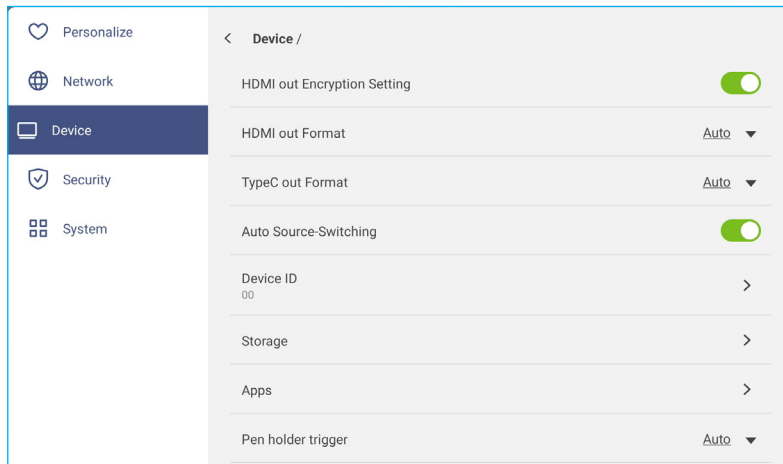 Personalize
Network
Device
Security
System
Device /
HDMI out Encryption Setting
HDMI out Format Auto
TypeC out Format Auto
Auto Source-Switching
Device ID
00
Storage
Apps
Pen holder trigger Auto